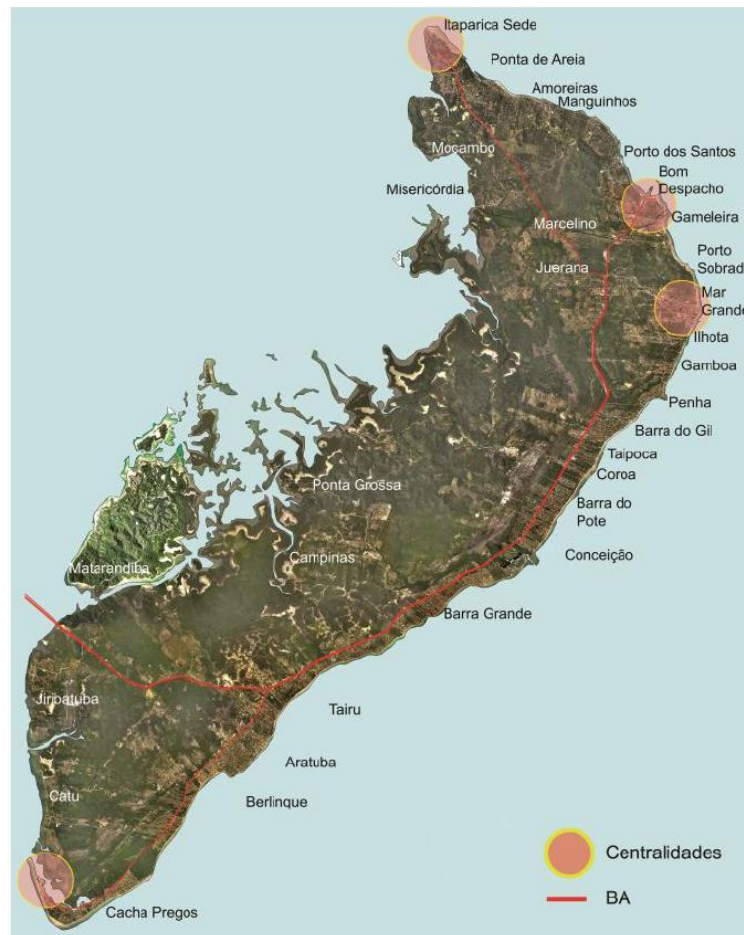 Itaparica Sede
Ponta de Areia
Amoreiras
Manguinhos
Mocambo
Porto dos Santos
Misericórdia
Bom
Despacho
Marcelino
Gameleira
Juerana
Porto
Sobrad
Mar
Grande
Ilhota
Gamboa
Penha
Barra do Gil
Taipoca
Coroa
Ponta Grossa
Barra do
Pote
Campinas
Conceição
Matarandiba
Barra Grande
Jiribatuba
Tairu
Aratuba
Catu
Berlinque
Centralidades
BA
Cacha Pregos